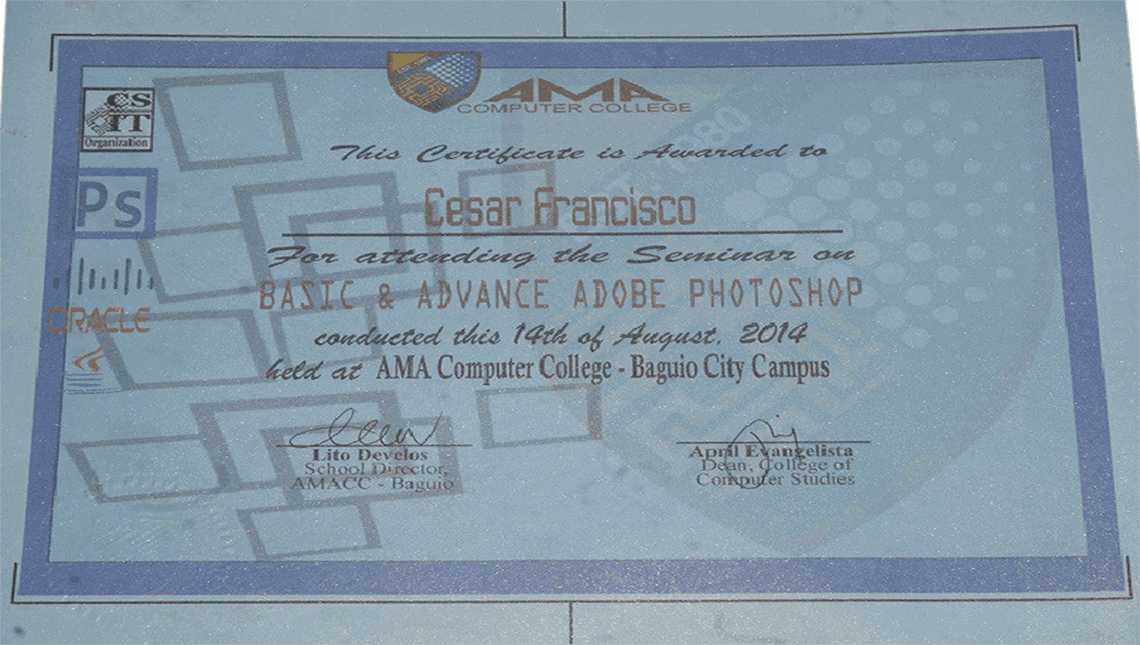 AMA
COMPUTER COLLEGE
CS
IT
Organization
This Certificate is Awarded to
Ps
Cesar Francisco
For attending the Seminar on
BASIC & ADVANCE ADOBE PHOTOSHOP
ORACLE
conducted this 14th of August, 2014
held at AMA Computer College - Baguio City Campus
Lito Develos
School Director,
AMACC - Baguio
April Evangelista
Dean, College of
Computer Studies